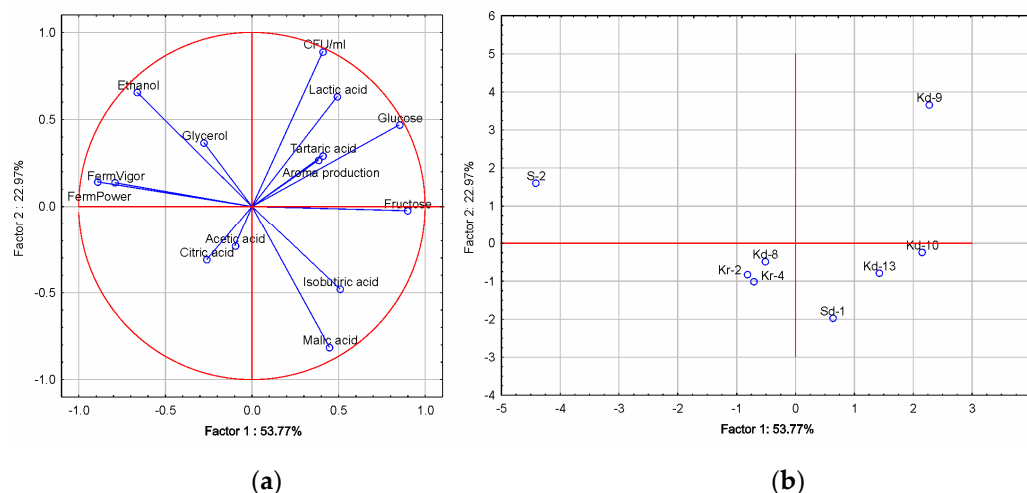 1.0
0.5
0.0
-0.5
-1.0
Factor 2 : 22.97%
CFU/ml
Ethanol
Lactic acid
Glucose
Glycerol
Tartaric acid
Aroma production
FermVigor
FermPower
Fructose
Acetic acid
Citric acid
Isobutiric acid
Malic acid
-1.0 -0.5 0.0 0.5 1.0
Factor 1 : 53.77%
(a)
6
5
4
3
2
1
0
-1
-2
-3
-4
Factor 2: 22.97%
Kd-9
S-2
Kd-10
Kd-8
Kr-2
Kr-4
Kd-13
Sd-1
-5 -4 -3 -2 -1 0 1 2 3
Factor 1: 53.77%
(b)